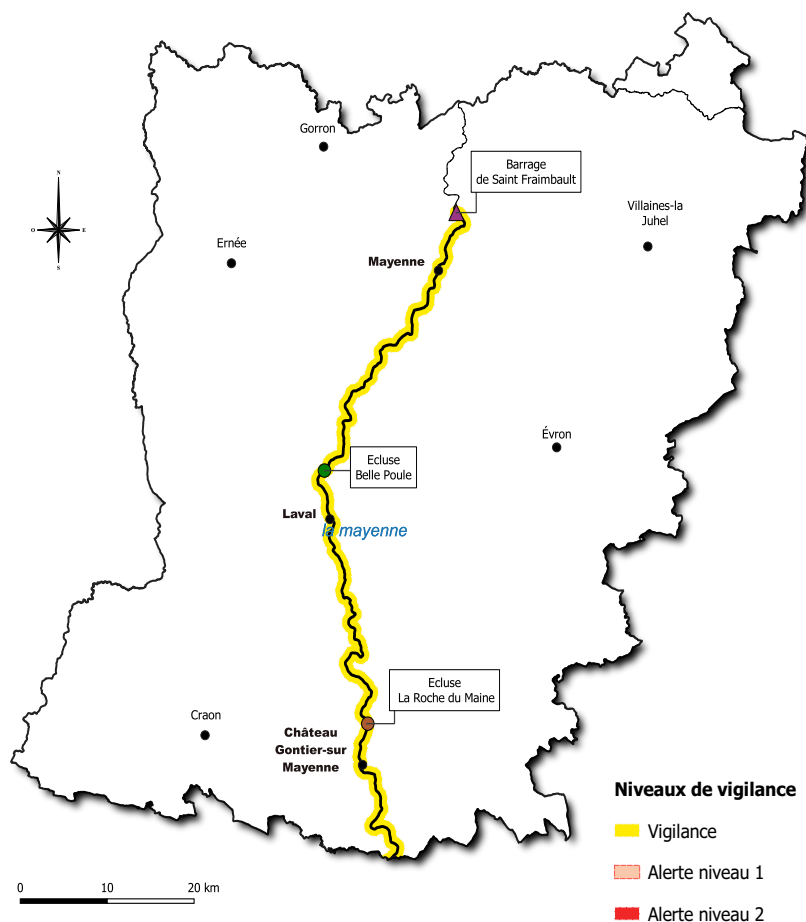 Gorron
Barrage
de Saint Fraimbault
N
O
E
S
Villaines-la
Juhel
Ernée
Mayenne
Évron
Ecluse
Belle Poule
Laval
la mayenne
Ecluse
La Roche du Maine
Craon
Château
Gontier-sur
Mayenne
Niveaux de vigilance
Vigilance
Alerte niveau 1
Alerte niveau 2
0 10 20 km